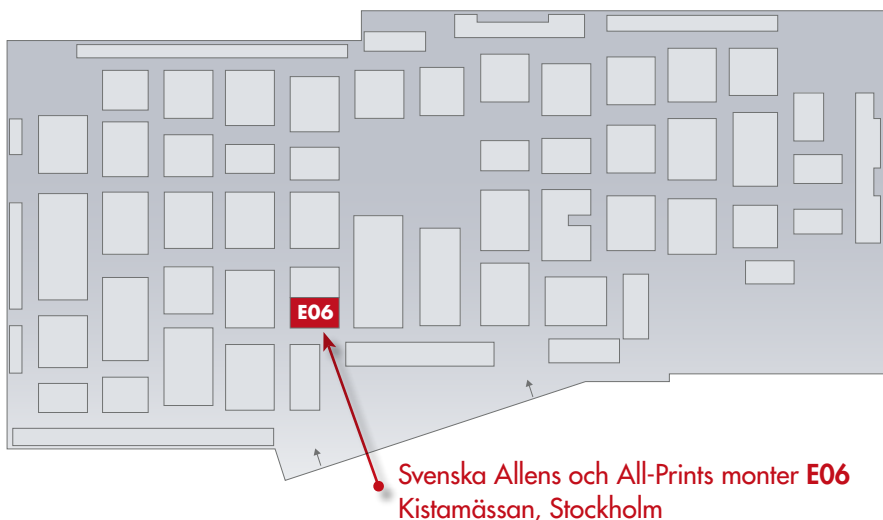 E06
Svenska Allens och All-Prints monter E06
Kistamässan, Stockholm